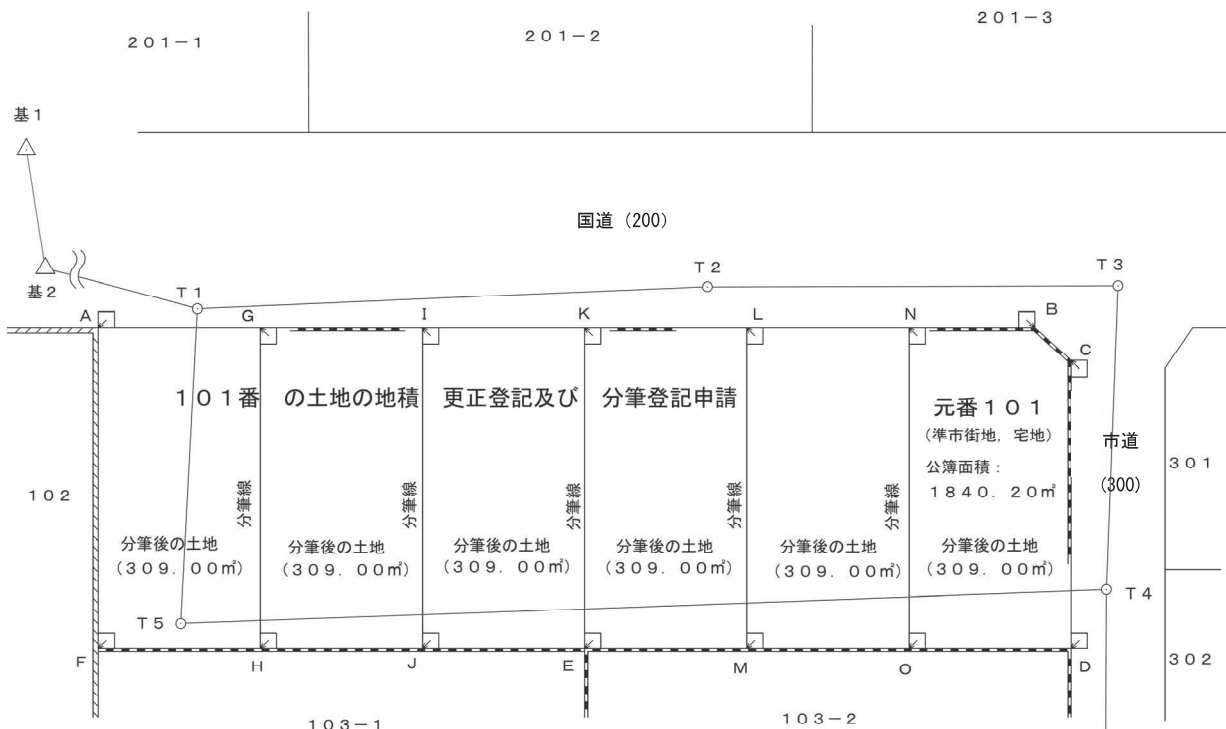 201-1
201-2
201-3
基1
基2
国道 (200)
T1
T2
T3
A
G
I
K
L
N
B
C
101番 の土地の地積 更正登記及び 分筆登記申請
元番101
(準市街地, 宅地)
公簿面積:
1840. 20㎡
市道
(300)
301
102
分筆線
分筆線
分筆線
分筆線
分筆線
分筆後の土地
(309. 00㎡)
分筆後の土地
(309. 00㎡)
分筆後の土地
(309. 00㎡)
分筆後の土地
(309. 00㎡)
分筆後の土地
(309. 00㎡)
分筆後の土地
(309. 00㎡)
T5
T4
F
H
J
E
M
O
D
302
103-1
103-2